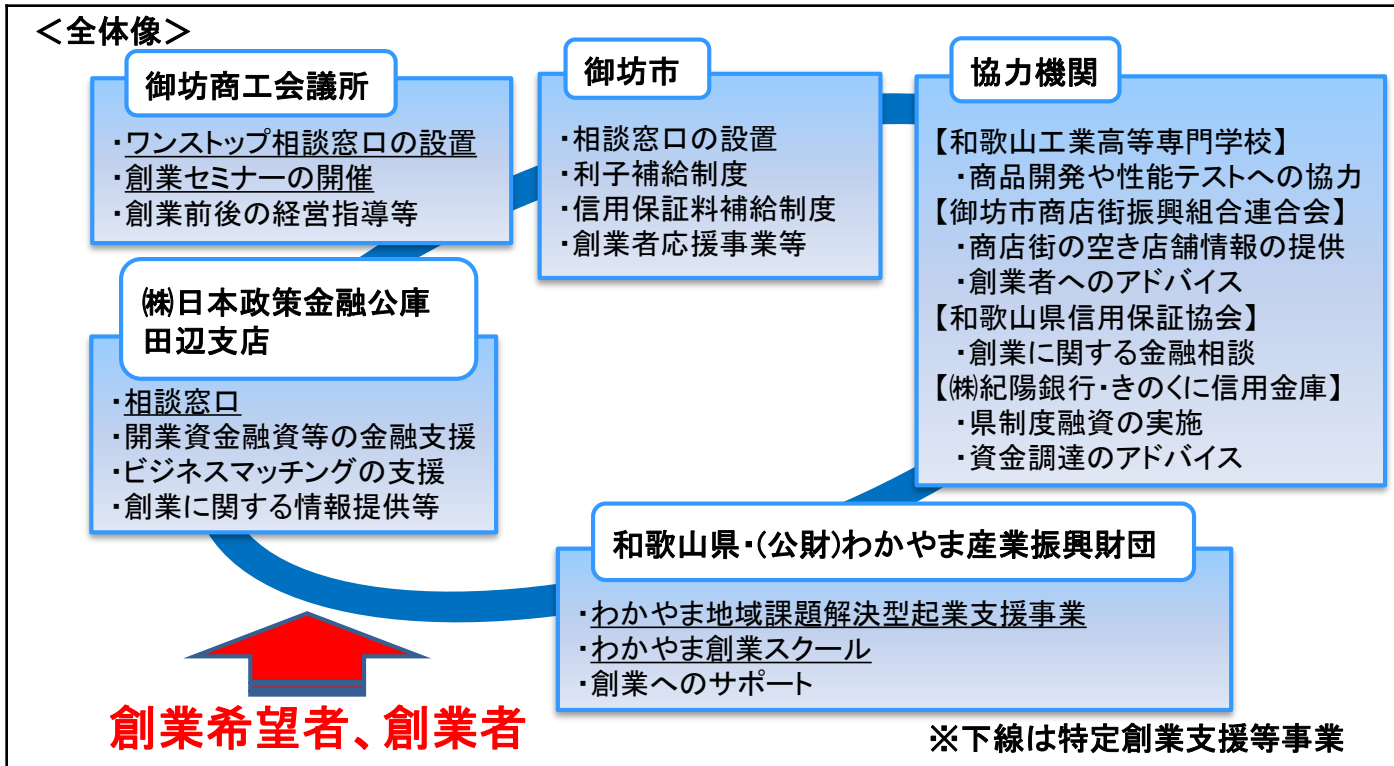 ＜全体像＞
御坊商工会議所
・ワンストップ相談窓口の設置
・創業セミナーの開催
・創業前後の経営指導等
御坊市
・相談窓口の設置
・利子補給制度
・信用保証料補給制度
・創業者応援事業等
協力機関
【和歌山工業高等専門学校】
・商品開発や性能テストへの協力
【御坊市商店街振興組合連合会】
・商店街の空き店舗情報の提供
・創業者へのアドバイス
【和歌山県信用保証協会】
・創業に関する金融相談
【㈱紀陽銀行・きのくに信用金庫】
・県制度融資の実施
・資金調達のアドバイス
㈱日本政策金融公庫
田辺支店
・相談窓口
・開業資金融資等の金融支援
・ビジネスマッチングの支援
・創業に関する情報提供等
和歌山県・(公財)わかやま産業振興財団
・わかやま地域課題解決型起業支援事業
・わかやま創業スクール
・創業へのサポート
創業希望者、創業者
※下線は特定創業支援等事業